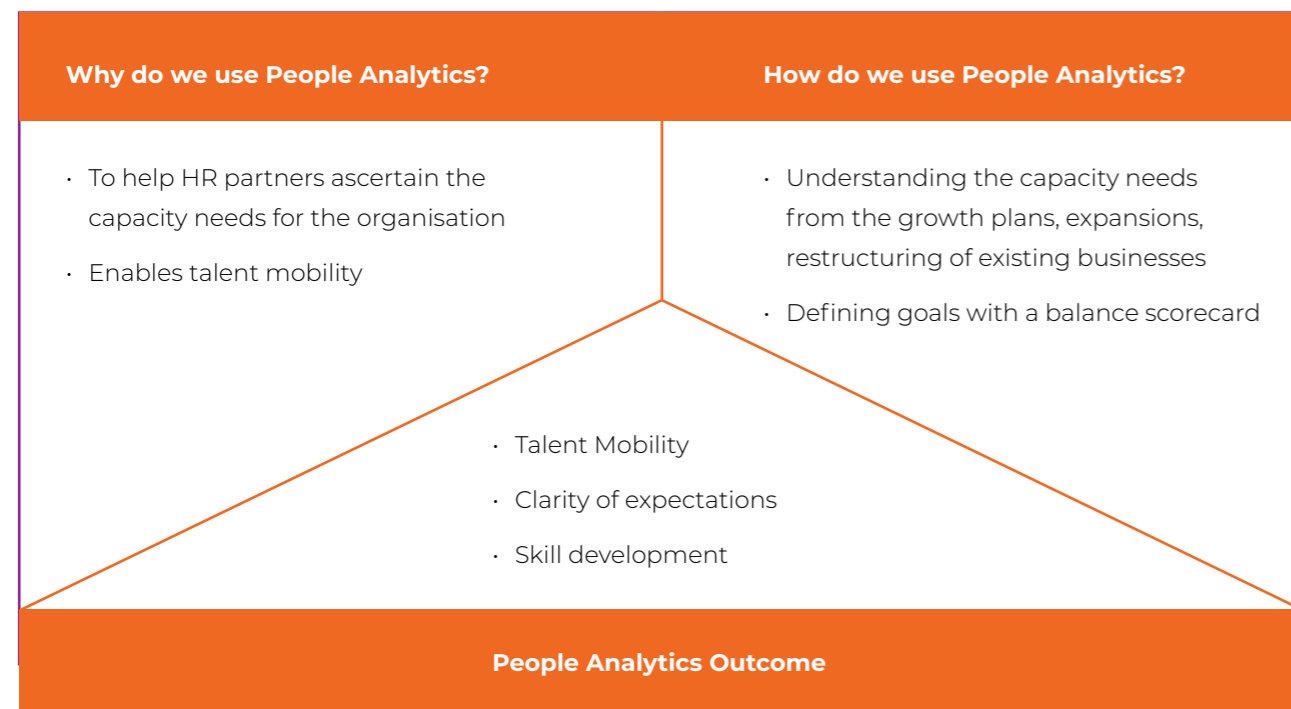 Why do we use People Analytics?
How do we use People Analytics?
· To help HR partners ascertain the
capacity needs for the organisation
· Enables talent mobility
· Understanding the capacity needs
from the growth plans, expansions,
restructuring of existing businesses
· Defining goals with a balance scorecard
· Talent Mobility
· Clarity of expectations
· Skill development
People Analytics Outcome